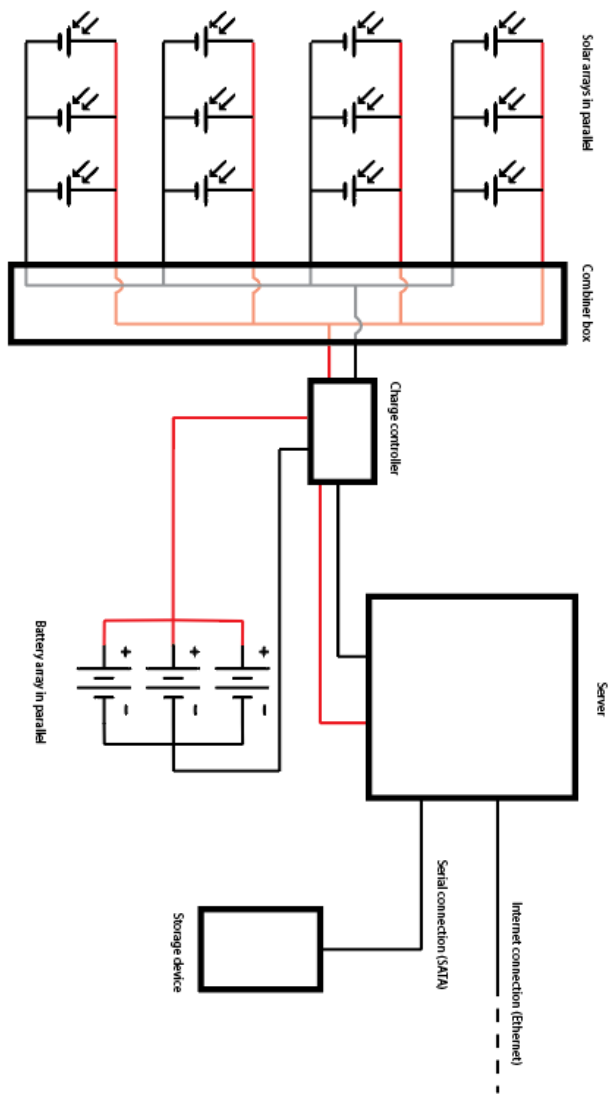 Solar arrays in parallel
Combiner box
Charge controller
Server
Battery array in parallel
+
+
+
-
-
-
Serial connection (SATA)
Internet connection (Ethernet)
Storage device